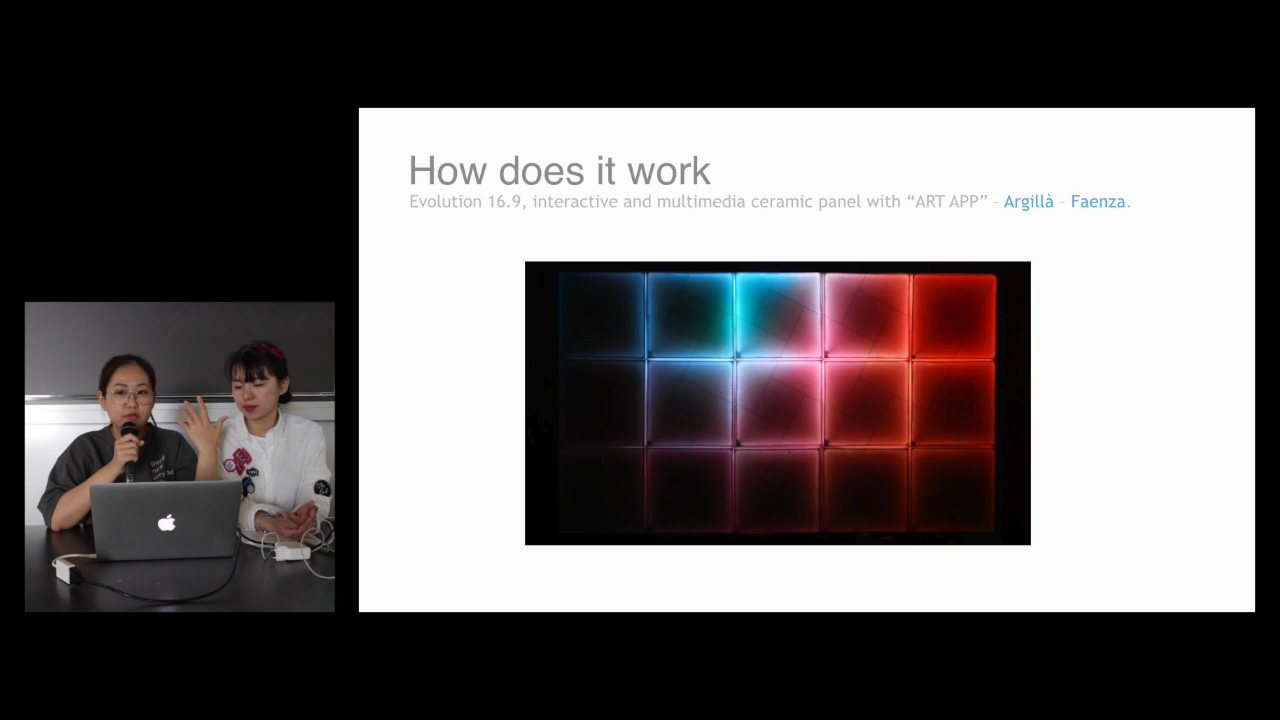 How does it work
Evolution 16.9, interactive and multimedia ceramic panel with “ART APP” - Argillà - Faenza.